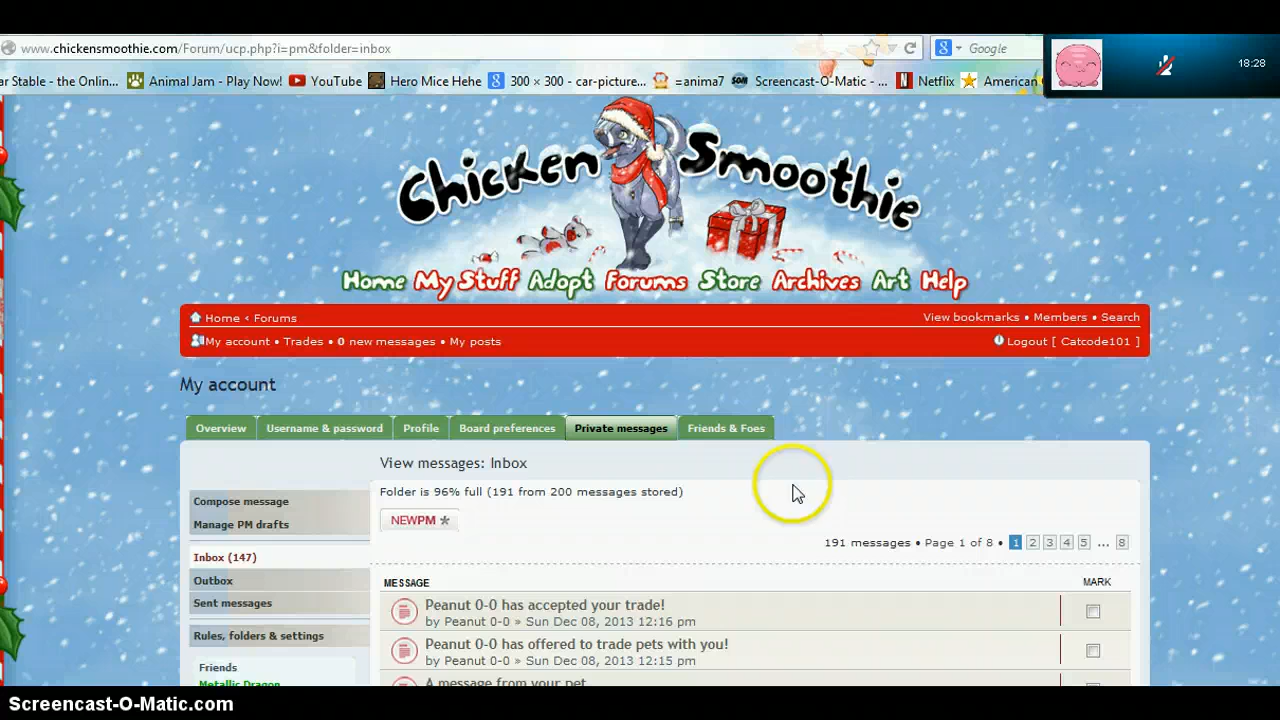 www.chickensmoothie.com/Forum/ucp.php?i=pm&folder=inbox
Google
18:28
ar Stable - the Onlin... Animal Jam - Play Now! YouTube Hero Mice Hehe 300 × 300 - car-picture... =anima7 Screencast-O-Matic - ... Netflix American
Chicken Smoothie
Home My Stuff Adopt Forums Store Archives Art Help
Home ‹ Forums
View bookmarks • Members • Search
My account • Trades • 0 new messages • My posts
Logout [ Catcode101 ]
My account
Overview Username & password Profile Board preferences Private messages Friends & Foes
View messages: Inbox
Folder is 96% full (191 from 200 messages stored)
Compose message
NEWPM *
Manage PM drafts
191 messages • Page 1 of 8 • 1 2 3 4 5 ... 8
Inbox (147)
Outbox
MESSAGE MARK
Sent messages
Peanut 0-0 has accepted your trade!
by Peanut 0-0 » Sun Dec 08, 2013 12:16 pm
Rules, folders & settings
Peanut 0-0 has offered to trade pets with you!
by Peanut 0-0 » Sun Dec 08, 2013 12:15 pm
Friends
Metallic Dragon
A message from your pet
Screencast-O-Matic.com